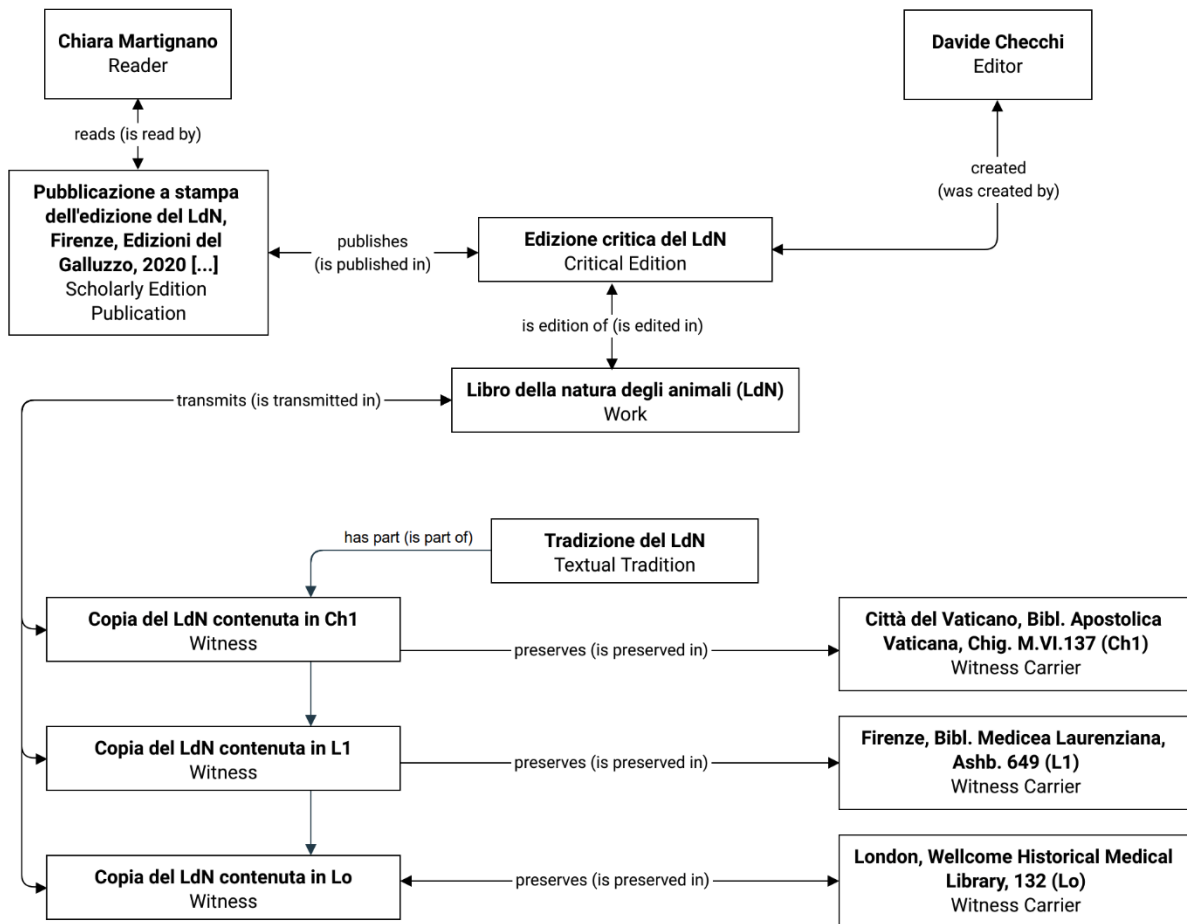 Chiara Martignano
Reader
Davide Checchi
Editor
reads (is read by)
created
(was created by)
Pubblicazione a stampa
dell'edizione del LdN,
Firenze, Edizioni del
Galluzzo, 2020 [...]
Scholarly Edition
Publication
publishes
(is published in)
Edizione critica del LdN
Critical Edition
is edition of (is edited in)
transmits (is transmitted in)
Libro della natura degli animali (LdN)
Work
has part (is part of)
Tradizione del LdN
Textual Tradition
Copia del LdN contenuta in Ch1
Witness
preserves (is preserved in)
Città del Vaticano, Bibl. Apostolica
Vaticana, Chig. M.VI.137 (Ch1)
Witness Carrier
Copia del LdN contenuta in L1
Witness
preserves (is preserved in)
Firenze, Bibl. Medicea Laurenziana,
Ashb. 649 (L1)
Witness Carrier
Copia del LdN contenuta in Lo
Witness
preserves (is preserved in)
London, Wellcome Historical Medical
Library, 132 (Lo)
Witness Carrier